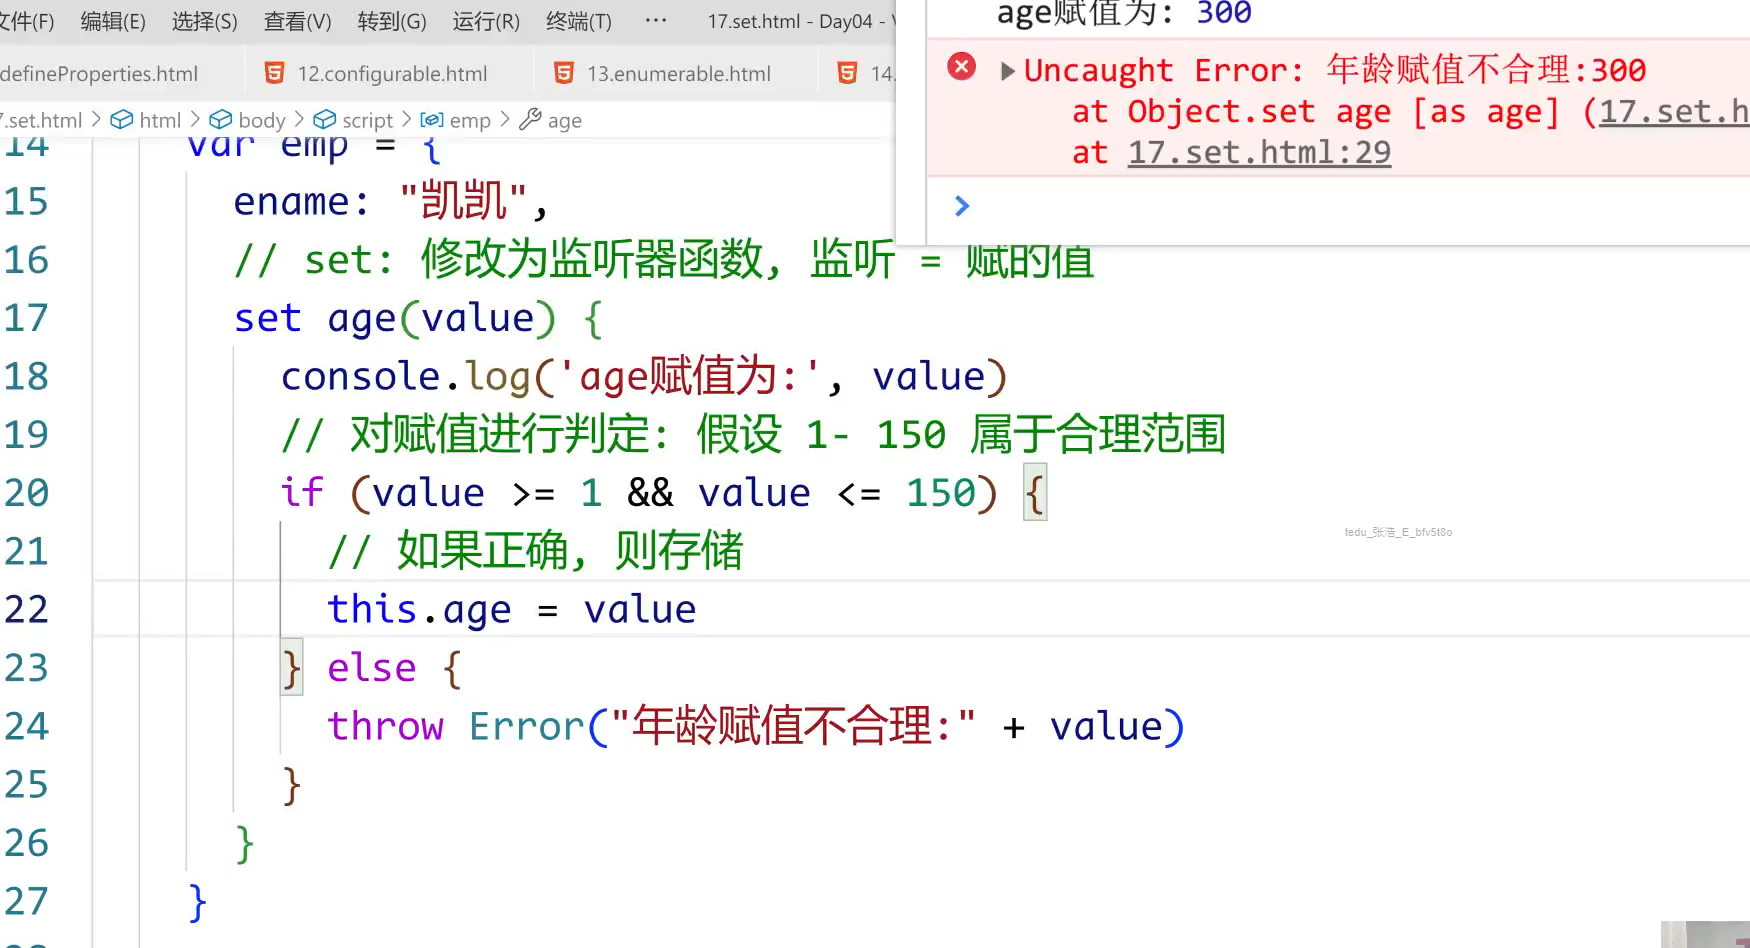 文件(F) 编辑(E) 选择(S) 查看(V) 转到(G) 运行(R) 终端(T) ··· 17.set.html - Day04 -
defineProperties.html 12.configurable.html 13.enumerable.html 14.
7.set.html > html > body > script > emp > age
14 var emp = {
15 ename: "凯凯",
16 // set: 修改为监听器函数, 监听 = 赋的值
17 set age(value) {
18 console.log('age赋值为:', value)
19 // 对赋值进行判定: 假设 1- 150 属于合理范围
20 if (value >= 1 && value <= 150) {
21 // 如果正确, 则存储
22 this.age = value
23 } else {
24 throw Error("年龄赋值不合理:" + value)
25 }
26 }
27 }
age赋值为: 300
Uncaught Error: 年龄赋值不合理:300
at Object.set age [as age] (17.set.h
at 17.set.html:29
>
tedu_张浩_E_bfv5t8o